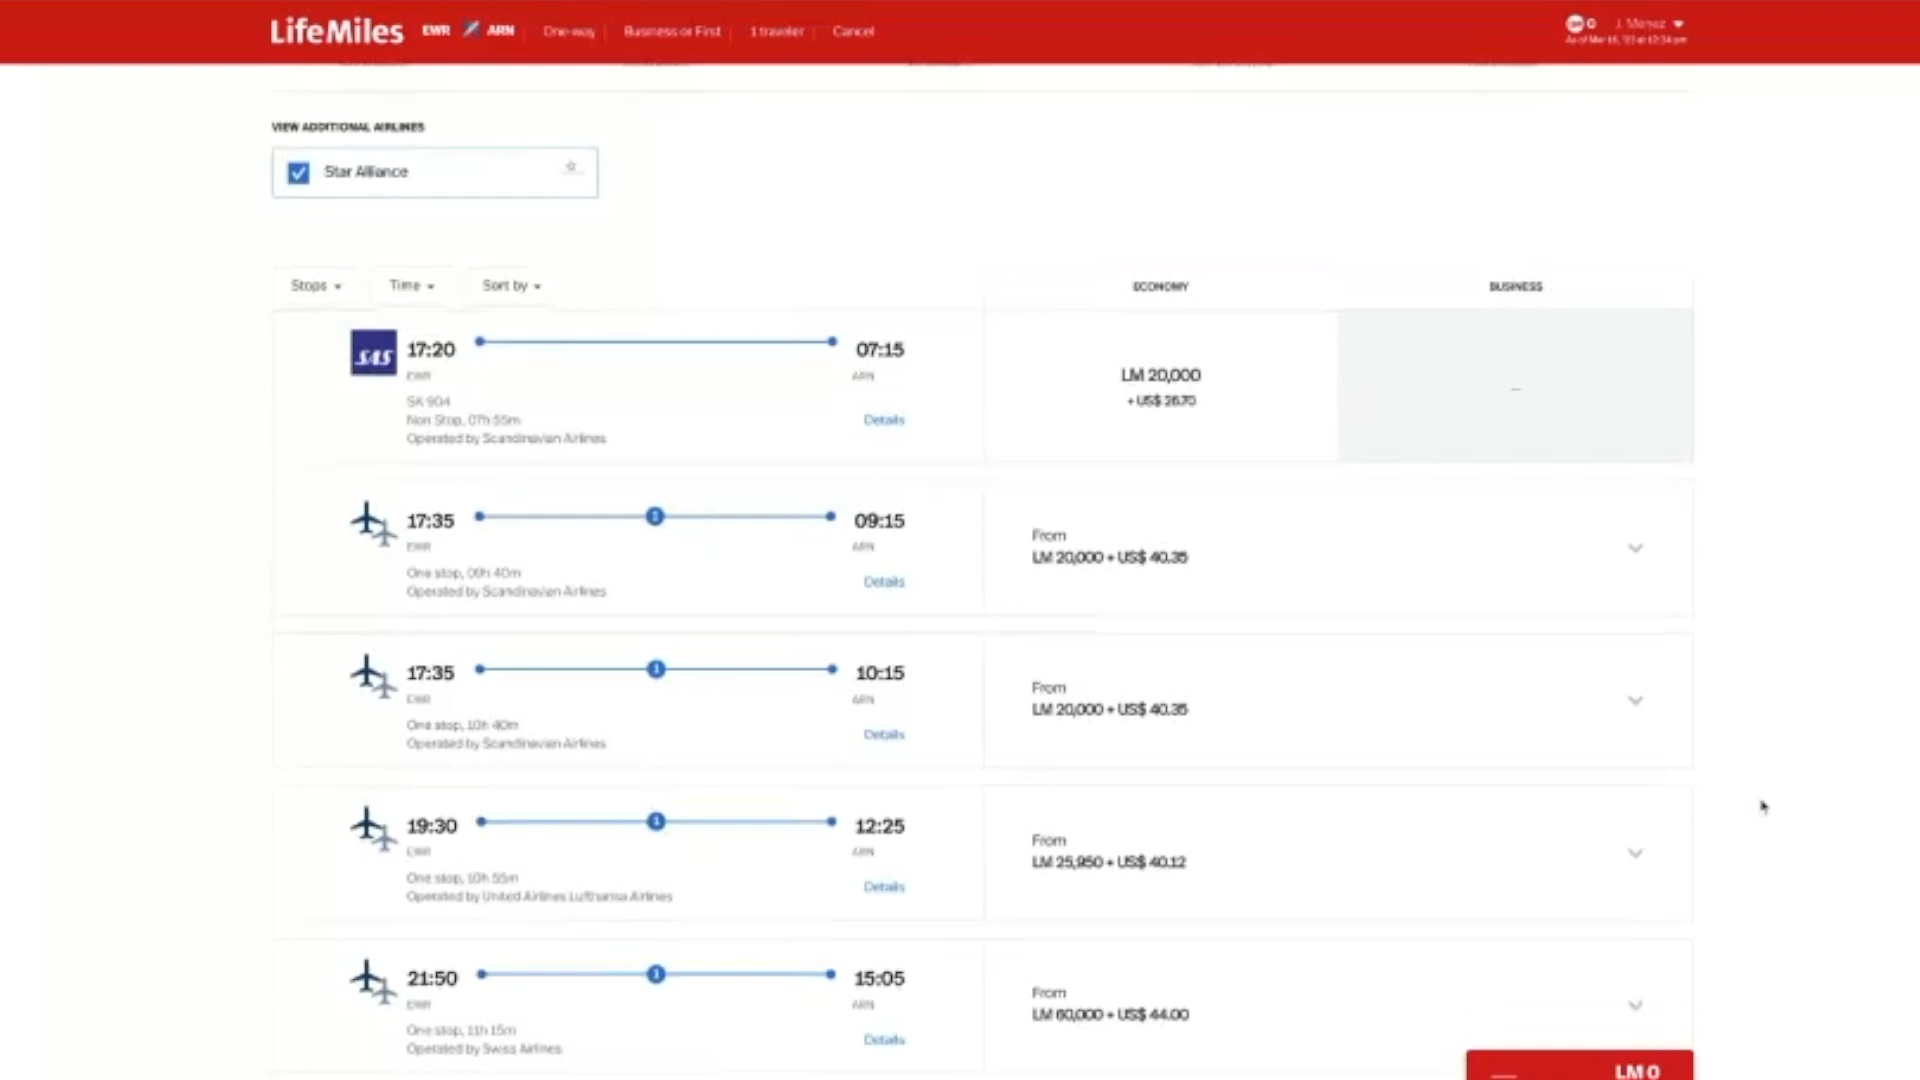 LifeMiles EWR ARN One-way Business or First 1 traveler Cancel
0 J. Menez
VIEW ADDITIONAL AIRLINES
Star Alliance
Stops Time Sort by ECONOMY BUSINESS
SAS 17:20 07:15
EWR ARN
LM 20,000
+ US$ 26.70
–
SK 904
Non Stop, 07h 55m Details
Operated by Scandinavian Airlines
17:35 1 09:15
EWR ARN
From
LM 20,000 + US$ 40.35
One stop, 09h 40m Details
Operated by Scandinavian Airlines
17:35 1 10:15
EWR ARN
From
LM 20,000 + US$ 40.35
One stop, 10h 40m Details
Operated by Scandinavian Airlines
19:30 1 12:25
EWR ARN
From
LM 25,950 + US$ 40.12
One stop, 10h 55m Details
Operated by United Airlines Lufthansa Airlines
21:50 1 15:05
EWR ARN
From
LM 60,000 + US$ 44.00
One stop, 11h 15m Details
Operated by Swiss Airlines
LM 0